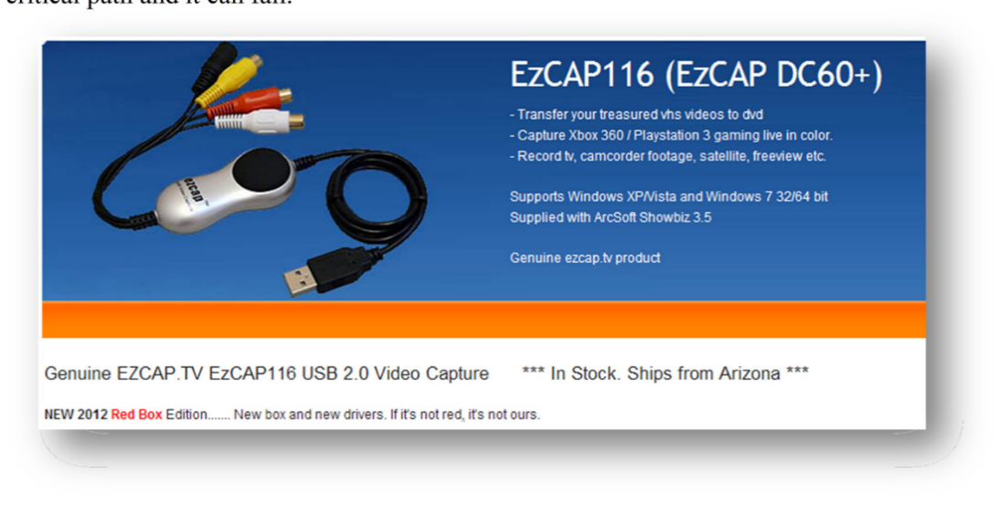 critical path and it can fail.
EzCAP116 (EzCAP DC60+)
- Transfer your treasured vhs videos to dvd
- Capture Xbox 360 / Playstation 3 gaming live in color.
- Record tv, camcorder footage, satellite, freeview etc.
Supports Windows XP/Vista and Windows 7 32/64 bit
Supplied with ArcSoft Showbiz 3.5
Genuine ezcap.tv product
ezcap™
Genuine EZCAP.TV EzCAP116 USB 2.0 Video Capture *** In Stock. Ships from Arizona ***
NEW 2012 Red Box Edition....... New box and new drivers. If it's not red, it's not ours.